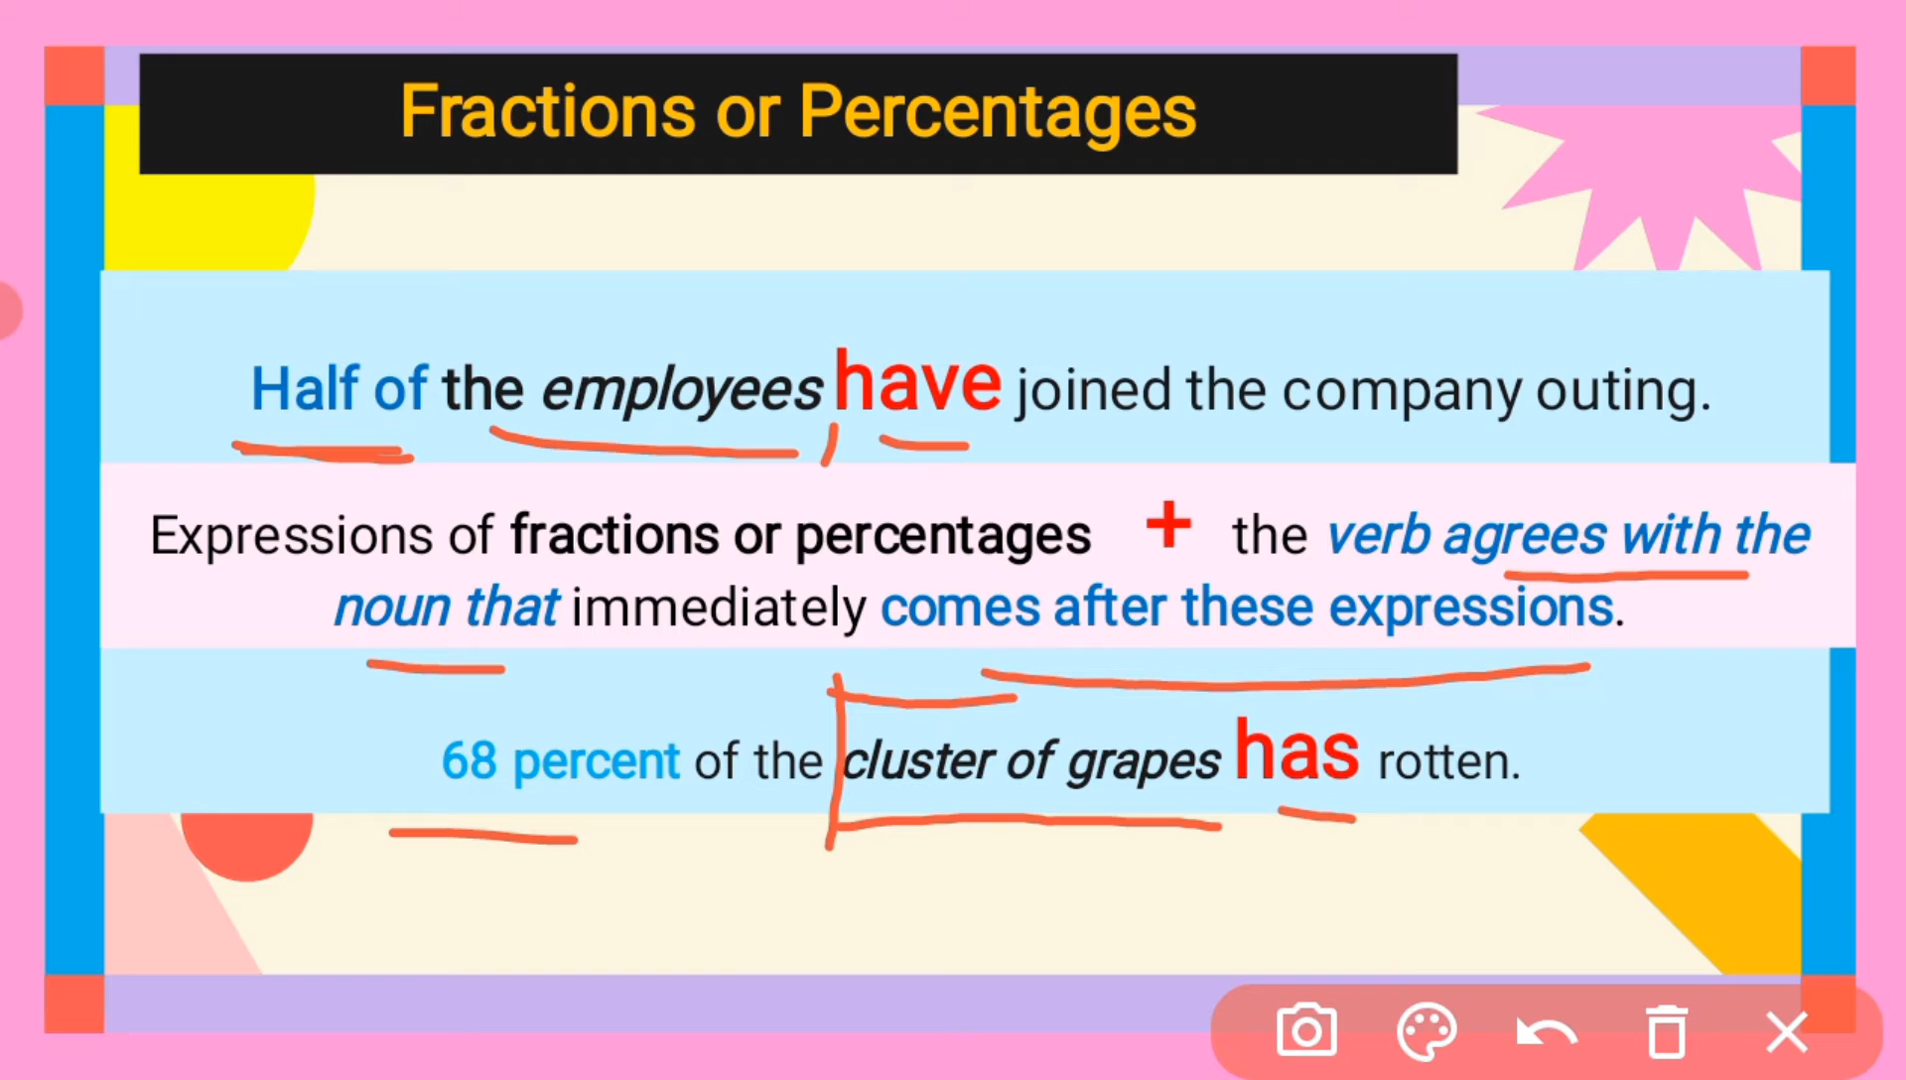 Fractions or Percentages
Half of the employees have joined the company outing.
Expressions of fractions or percentages + the verb agrees with the
noun that immediately comes after these expressions.
68 percent of the cluster of grapes has rotten.